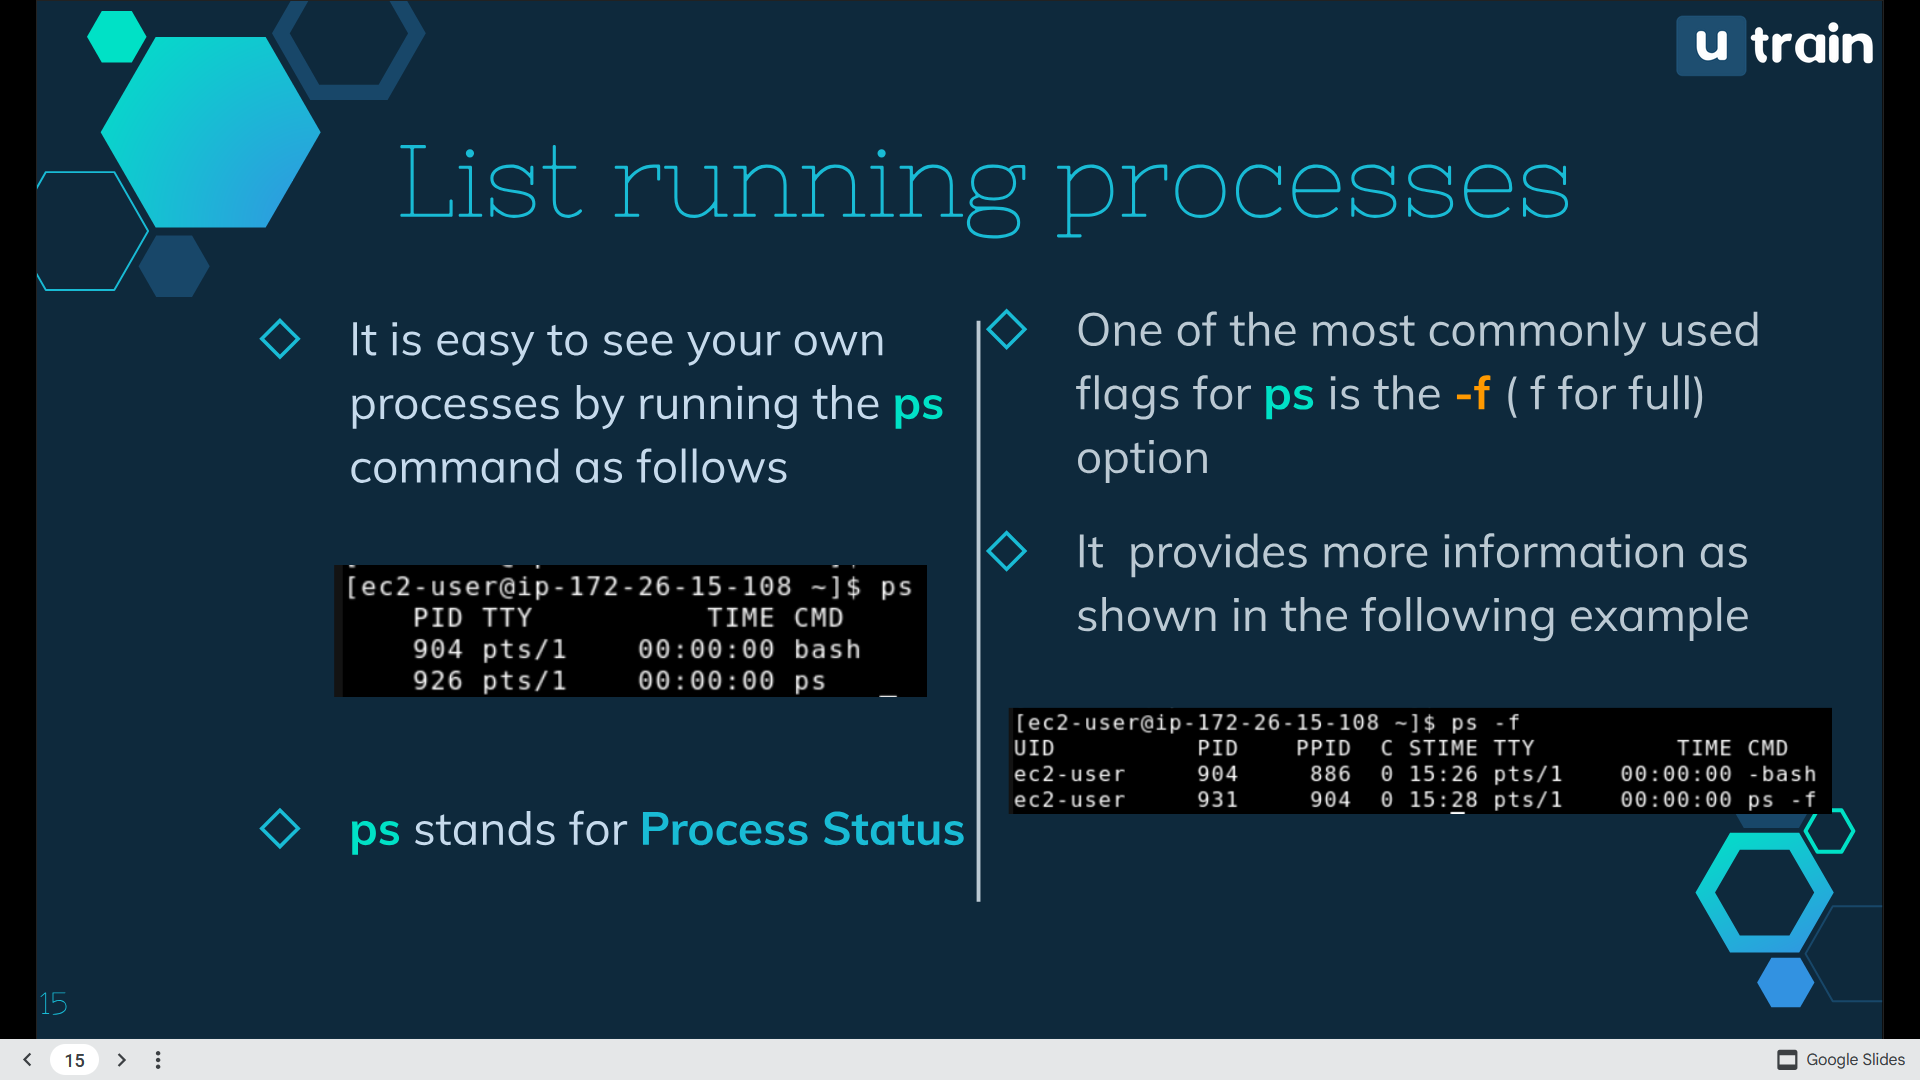 u train
List running processes
It is easy to see your own
processes by running the ps
command as follows
[ec2-user@ip-172-26-15-108 ~]$ ps
PID TTY TIME CMD
904 pts/1 00:00:00 bash
926 pts/1 00:00:00 ps
ps stands for Process Status
One of the most commonly used
flags for ps is the -f ( f for full)
option
It provides more information as
shown in the following example
[ec2-user@ip-172-26-15-108 ~]$ ps -f
UID PID PPID C STIME TTY TIME CMD
ec2-user 904 886 0 15:26 pts/1 00:00:00 -bash
ec2-user 931 904 0 15:28 pts/1 00:00:00 ps -f
15
15
Google Slides